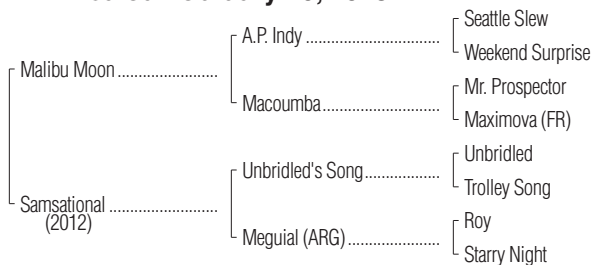 Seattle Slew
A.P. Indy
Weekend Surprise
Malibu Moon
Mr. Prospector
Macoumba
Maximova (FR)
Unbridled
Unbridled's Song
Trolley Song
Samsational
(2012)
Roy
Meguial (ARG)
Starry Night